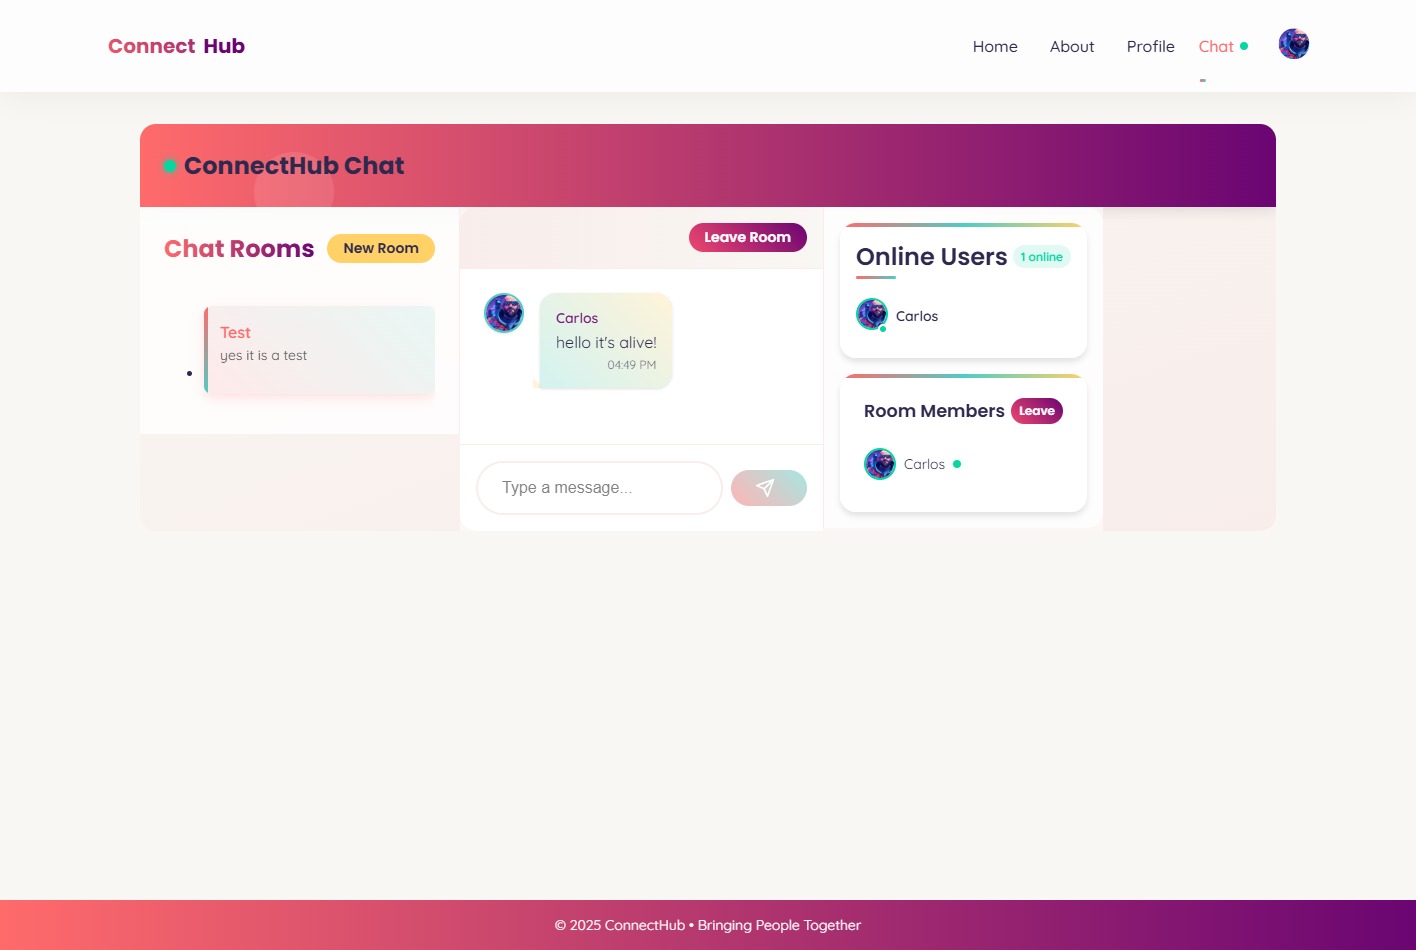 Connect Hub
Home About Profile Chat
ConnectHub Chat
Chat Rooms New Room
Test
yes it is a test
Leave Room
Carlos
hello it's alive!
04:49 PM
Type a message...
Online Users 1 online
Carlos
Room Members Leave
Carlos
© 2025 ConnectHub • Bringing People Together